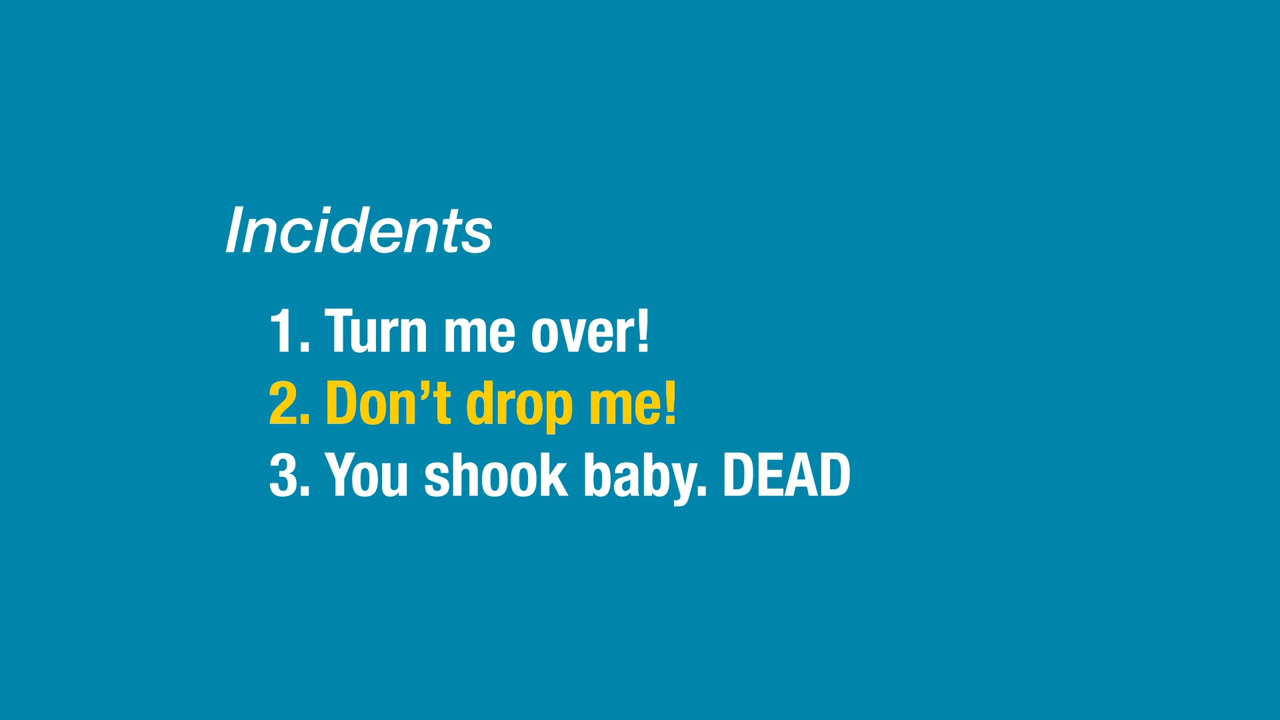 Incidents
1. Turn me over!
2. Don’t drop me!
3. You shook baby. DEAD